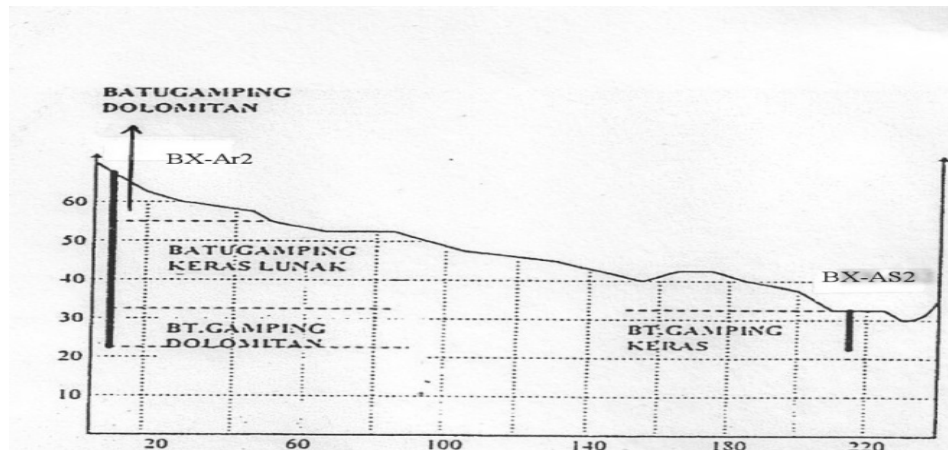 BATUGAMPING
DOLOMITAN
BX-Ar2
60
50
BATUGAMPING
KERAS LUNAK
40
BX-AS2
30
BT.GAMPING
DOLOMITAN
BT.GAMPING
KERAS
20
10
20
60
100
140
180
220